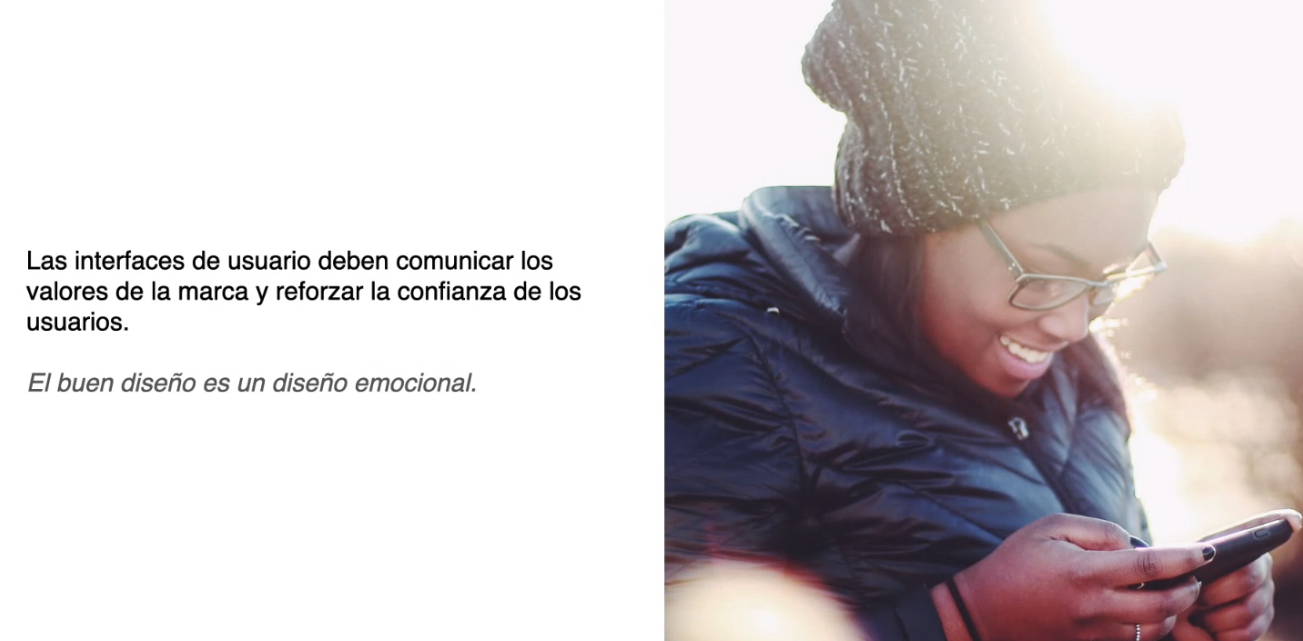 Las interfaces de usuario deben comunicar los
valores de la marca y reforzar la confianza de los
usuarios.
El buen diseño es un diseño emocional.